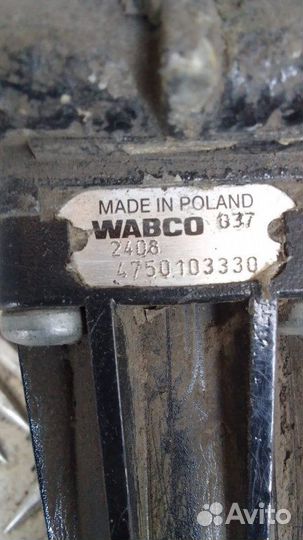 MADE IN POLAND
WABCO 037
2408
4750103330
Avito